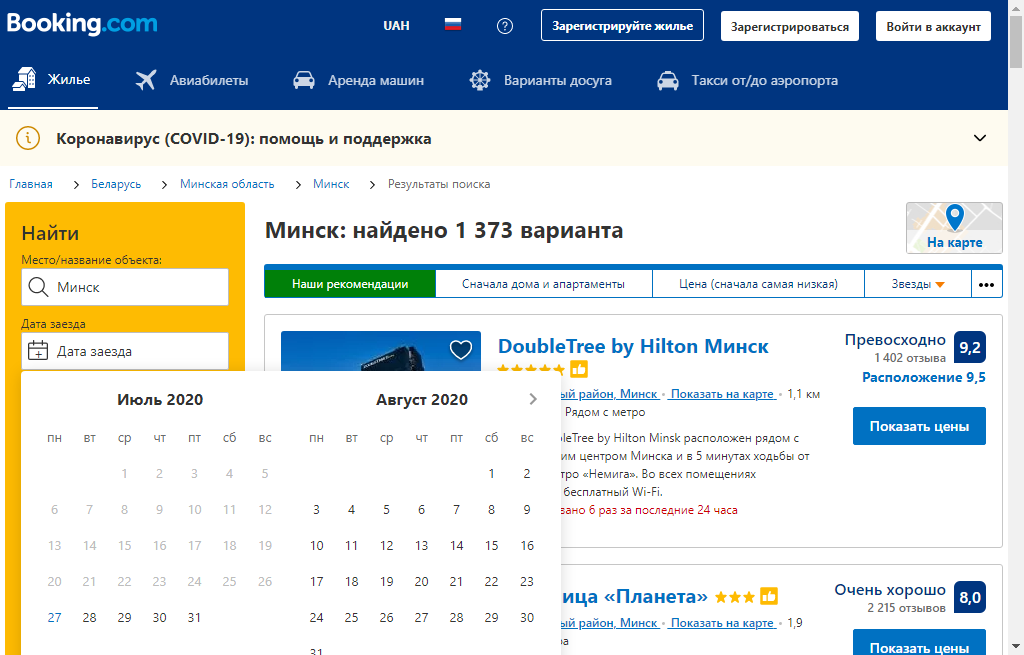 Booking.com
UAH
Зарегистрируйте жилье
Зарегистрироваться
Войти в аккаунт
Жилье
Авиабилеты
Аренда машин
Варианты досуга
Такси от/до аэропорта
Коронавирус (COVID-19): помощь и поддержка
Главная > Беларусь > Минская область > Минск > Результаты поиска
Найти
Место/название объекта:
Минск
Дата заезда
Дата заезда
Июль 2020
пн вт ср чт пт сб вс
1 2 3 4 5
6 7 8 9 10 11 12
13 14 15 16 17 18 19
20 21 22 23 24 25 26
27 28 29 30 31
Август 2020
пн вт ср чт пт сб вс
1 2
3 4 5 6 7 8 9
10 11 12 13 14 15 16
17 18 19 20 21 22 23
24 25 26 27 28 29 30
31
Минск: найдено 1 373 варианта
На карте
Наши рекомендации
Сначала дома и апартаменты
Цена (сначала самая низкая)
Звезды
•••
DoubleTree by Hilton Минск
ый район, Минск • Показать на карте • 1,1 км
Рядом с метро
bleTree by Hilton Minsk расположен рядом с
им центром Минска и в 5 минутах ходьбы от
тро «Немига». Во всех помещениях
бесплатный Wi-Fi.
вано 6 раз за последние 24 часа
Превосходно
1 402 отзыва
9,2
Расположение 9,5
Показать цены
ица «Планета»
ый район, Минск • Показать на карте • 1,9
ра
Очень хорошо
2 215 отзывов
8,0
Показать цены